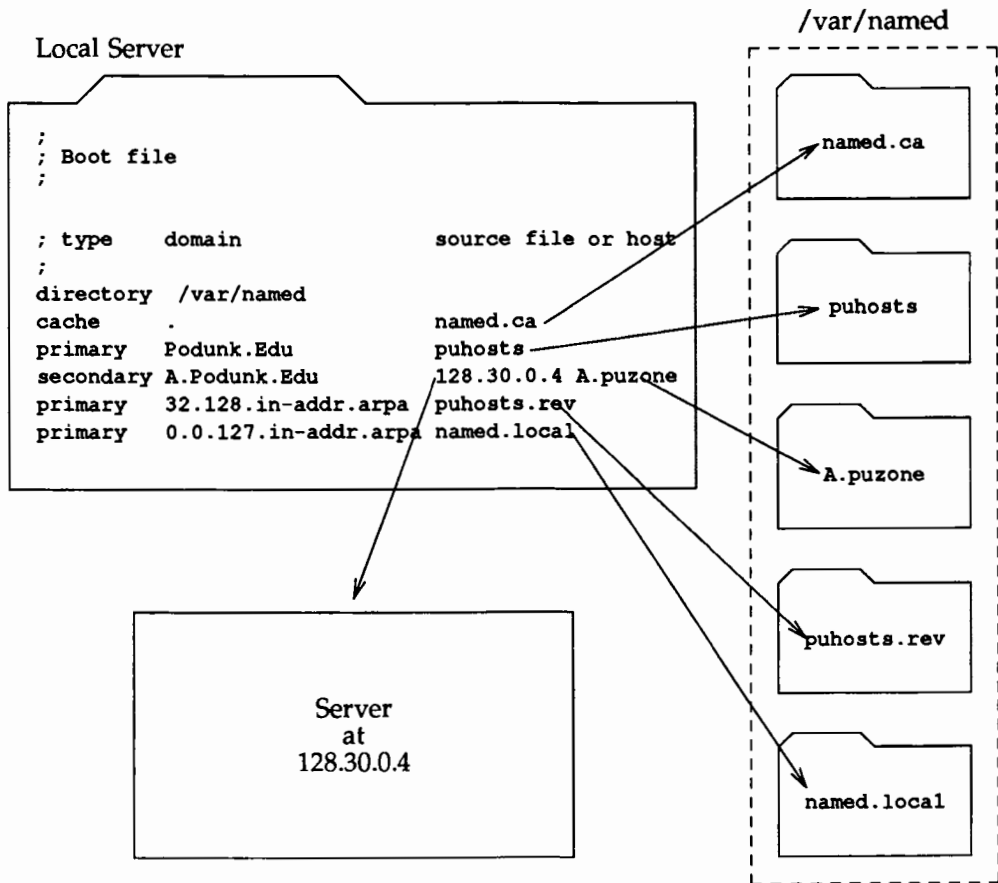 /var/named
Local Server
;
; Boot file
;
; type domain source file or host
;
directory /var/named
cache . named.ca
primary Podunk.Edu puhosts
secondary A.Podunk.Edu 128.30.0.4 A.puzone
primary 32.128.in-addr.arpa puhosts.rev
primary 0.0.127.in-addr.arpa named.local
named.ca
puhosts
A.puzone
puhosts.rev
named.local
Server
at
128.30.0.4